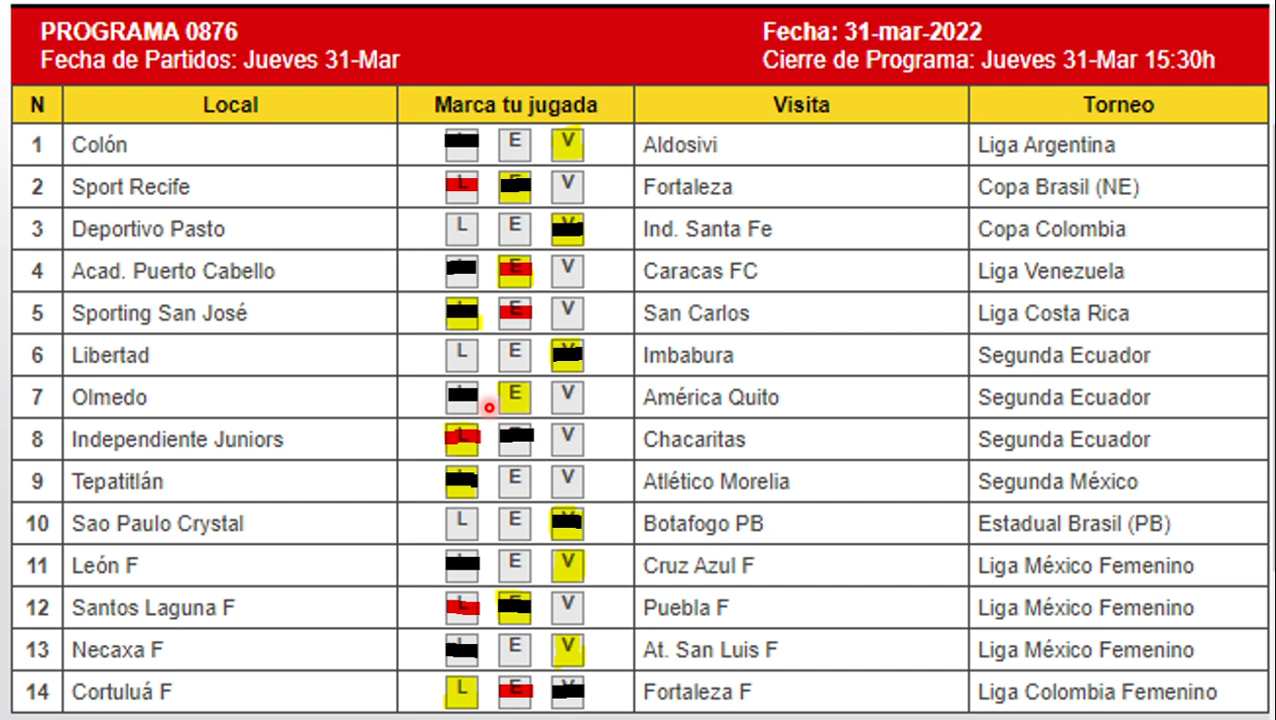 PROGRAMA 0876 Fecha: 31-mar-2022
Fecha de Partidos: Jueves 31-Mar Cierre de Programa: Jueves 31-Mar 15:30h
N Local Marca tu jugada Visita Torneo
1 Colón E V Aldosivi Liga Argentina
2 Sport Recife L V Fortaleza Copa Brasil (NE)
3 Deportivo Pasto L E Ind. Santa Fe Copa Colombia
4 Acad. Puerto Cabello E V Caracas FC Liga Venezuela
5 Sporting San José E V San Carlos Liga Costa Rica
6 Libertad L E Imbabura Segunda Ecuador
7 Olmedo E V América Quito Segunda Ecuador
8 Independiente Juniors L V Chacaritas Segunda Ecuador
9 Tepatitlán E V Atlético Morelia Segunda México
10 Sao Paulo Crystal L E Botafogo PB Estadual Brasil (PB)
11 León F E V Cruz Azul F Liga México Femenino
12 Santos Laguna F L V Puebla F Liga México Femenino
13 Necaxa F E V At. San Luis F Liga México Femenino
14 Cortuluá F L E Fortaleza F Liga Colombia Femenino